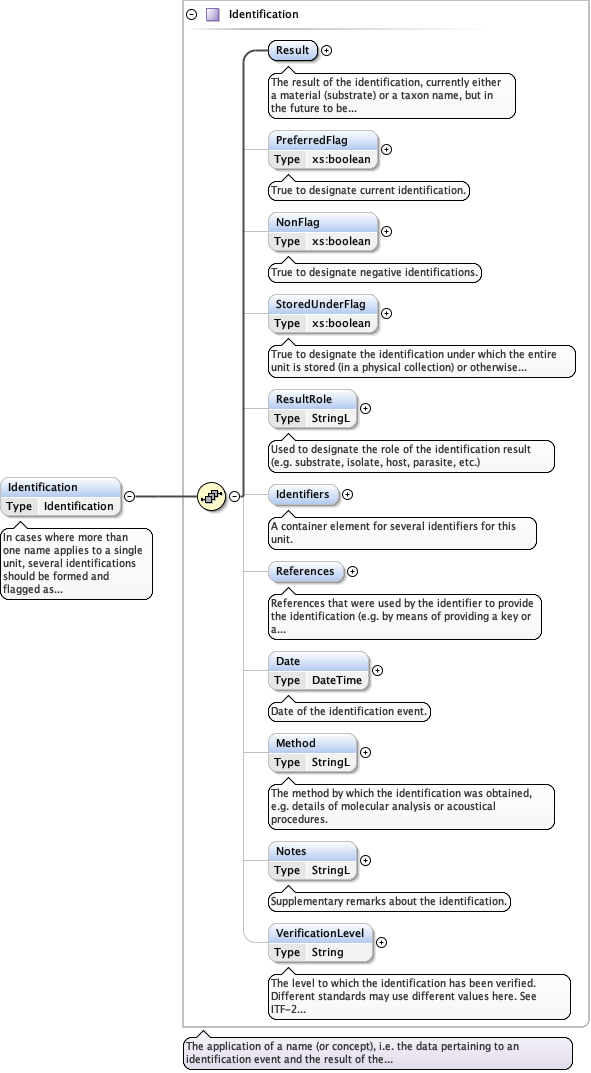 Identification
Result
The result of the identification, currently either
a material (substrate) or a taxon name, but in
the future to be...
PreferredFlag
Type xs:boolean
True to designate current identification.
NonFlag
Type xs:boolean
True to designate negative identifications.
StoredUnderFlag
Type xs:boolean
True to designate the identification under which the entire
unit is stored (in a physical collection) or otherwise...
ResultRole
Type StringL
Used to designate the role of the identification result
(e.g. substrate, isolate, host, parasite, etc.)
Identification
Type Identification
In cases where more than
one name applies to a single
unit, several identifications
should be formed and
flagged as...
Identifiers
A container element for several identifiers for this
unit.
References
References that were used by the identifier to provide
the identification (e.g. by means of providing a key or
a...
Date
Type DateTime
Date of the identification event.
Method
Type StringL
The method by which the identification was obtained,
e.g. details of molecular analysis or acoustical
procedures.
Notes
Type StringL
Supplementary remarks about the identification.
VerificationLevel
Type String
The level to which the identification has been verified.
Different standards may use different values here. See
ITF-2...
The application of a name (or concept), i.e. the data pertaining to an
identification event and the result of the...